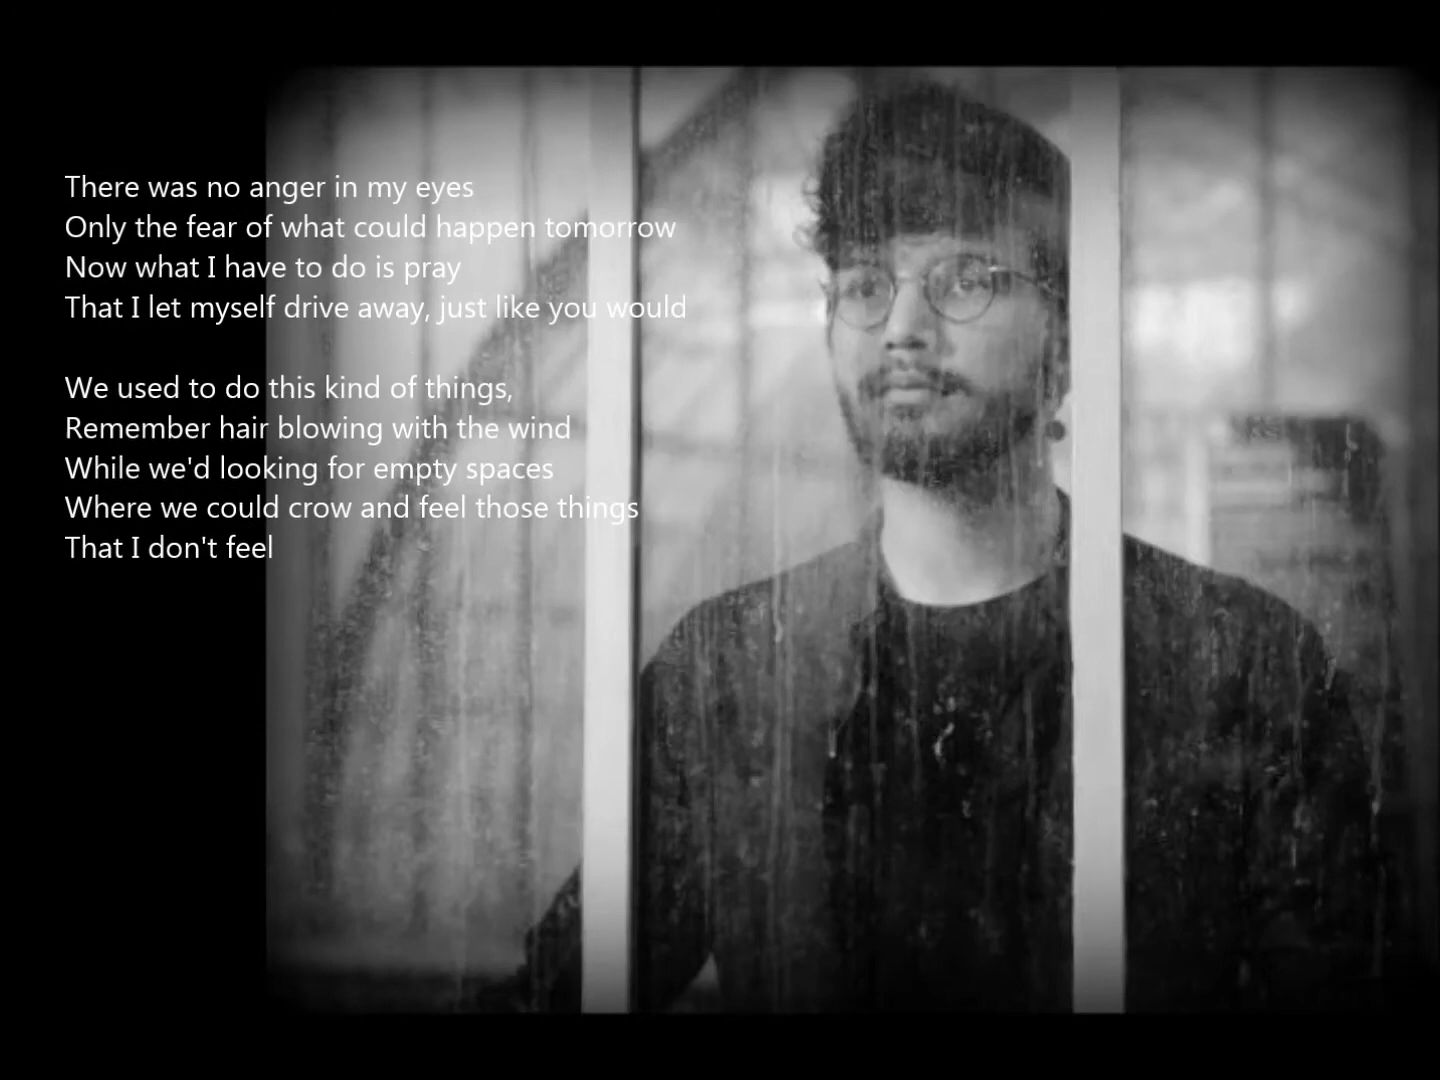 There was no anger in my eyes
Only the fear of what could happen tomorrow
Now what I have to do is pray
That I let myself drive away, just like you would
We used to do this kind of things,
Remember hair blowing with the wind
While we'd looking for empty spaces
Where we could crow and feel those things
That I don't feel